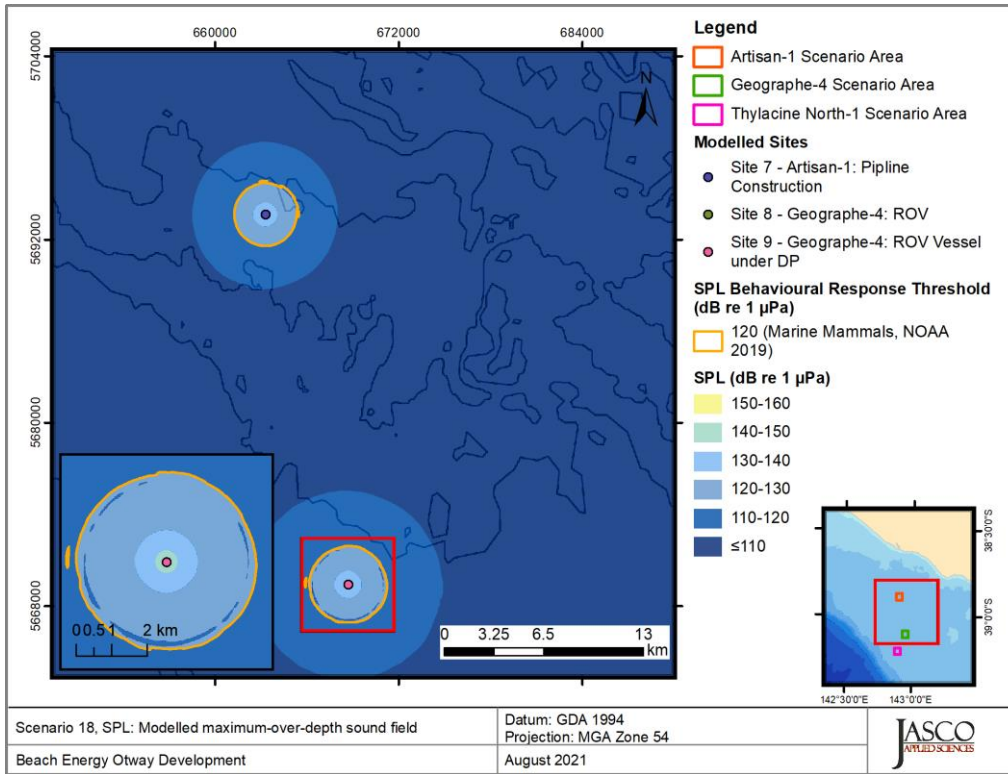 660000
672000
684000
5704000
5692000
5680000
5668000
N
0 0.5 1 2 km
0 3.25 6.5 13
km
Legend
Artisan-1 Scenario Area
Geographe-4 Scenario Area
Thylacine North-1 Scenario Area
Modelled Sites
Site 7 - Artisan-1: Pipline
Construction
Site 8 - Geographe-4: ROV
Site 9 - Geographe-4: ROV Vessel
under DP
SPL Behavioural Response Threshold
(dB re 1 µPa)
120 (Marine Mammals, NOAA
2019)
SPL (dB re 1 µPa)
150-160
140-150
130-140
120-130
110-120
≤110
38°30'0"S
39°0'0"S
142°30'0"E
143°0'0"E
Scenario 18, SPL: Modelled maximum-over-depth sound field
Datum: GDA 1994
Projection: MGA Zone 54
Beach Energy Otway Development
August 2021
JASCO
APPLIED SCIENCES